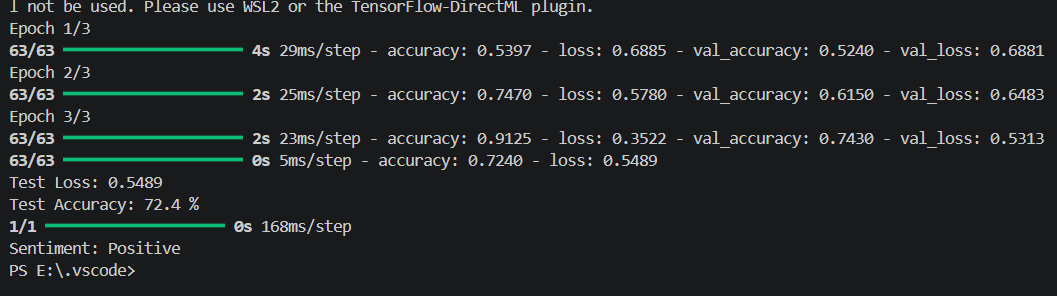 l not be used. Please use WSL2 or the TensorFlow-DirectML plugin.
Epoch 1/3
63/63 4s 29ms/step - accuracy: 0.5397 - loss: 0.6885 - val_accuracy: 0.5240 - val_loss: 0.6881
Epoch 2/3
63/63 2s 25ms/step - accuracy: 0.7470 - loss: 0.5780 - val_accuracy: 0.6150 - val_loss: 0.6483
Epoch 3/3
63/63 2s 23ms/step - accuracy: 0.9125 - loss: 0.3522 - val_accuracy: 0.7430 - val_loss: 0.5313
63/63 0s 5ms/step - accuracy: 0.7240 - loss: 0.5489
Test Loss: 0.5489
Test Accuracy: 72.4 %
1/1 0s 168ms/step
Sentiment: Positive
PS E:\.vscode>